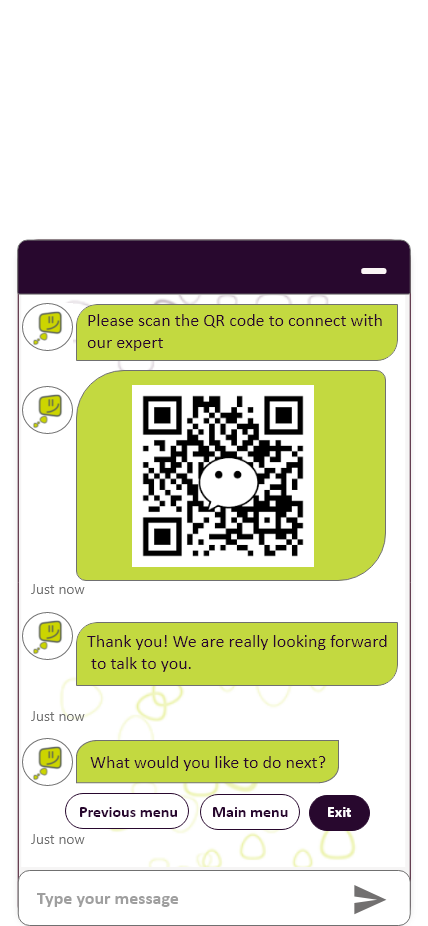 Please scan the QR code to connect with
our expert
Just now
Thank you! We are really looking forward
to talk to you.
Just now
What would you like to do next?
Previous menu Main menu Exit
Just now
Type your message